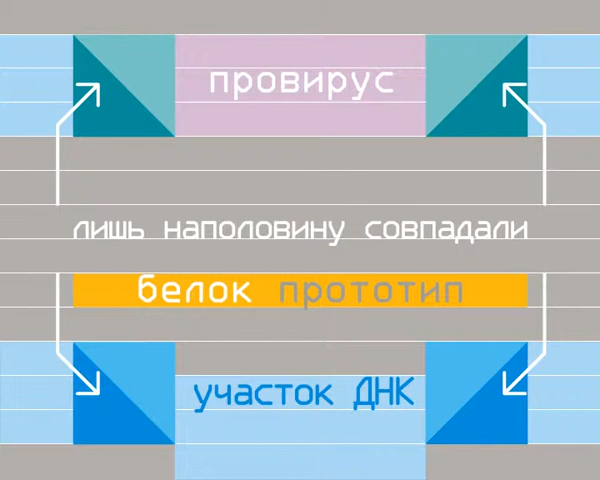 провирус
лишь наполовину совпадали
белок прототип
участок ДНК